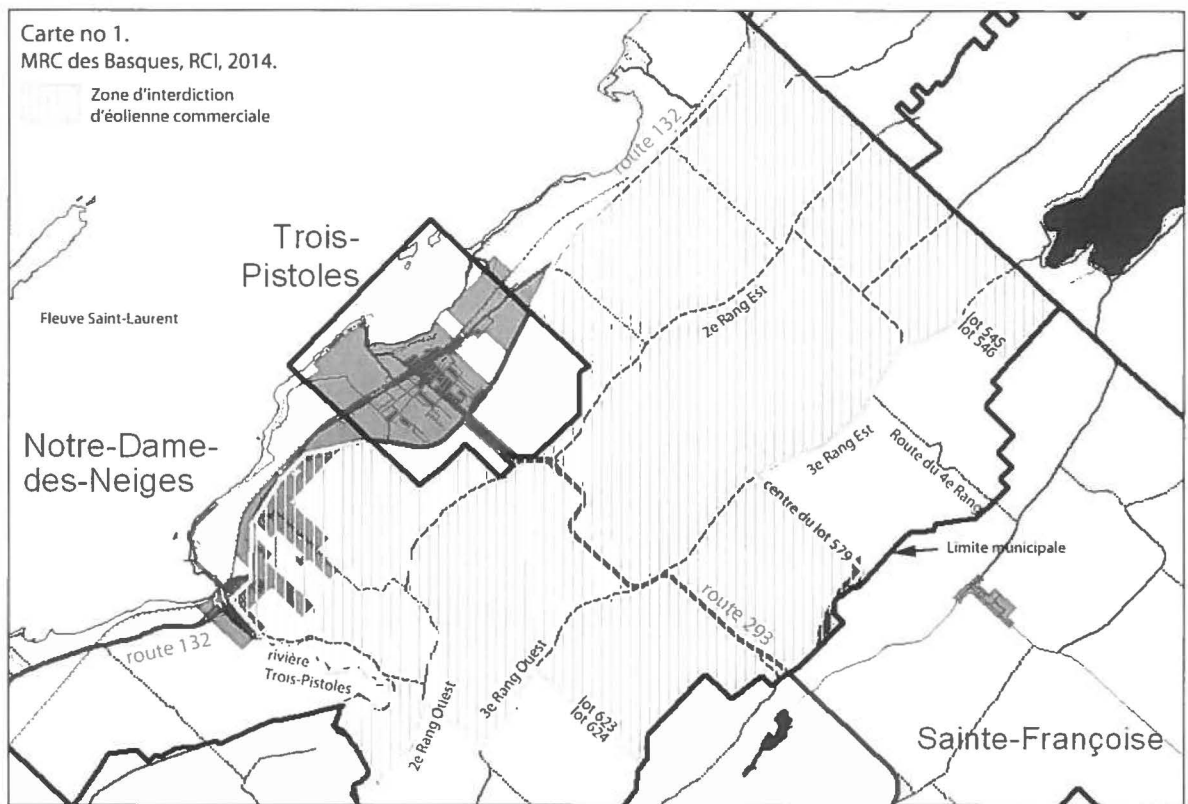 Carte no 1.
MRC des Basques, RCI, 2014.
Zone d'interdiction
d'éolienne commerciale
route 132
Trois-
Pistoles
Fleuve Saint-Laurent
2e Rang Est
lot 545
lot 546
Notre-Dame-
des-Neiges
3e Rang Est
Route du 4e Rang
centre du lot 579
Limite municipale
route 293
route 132
rivière
Trois-Pistoles
3e Rang Ouest
2e Rang Ouest
lot 623
lot 624
Sainte-Françoise